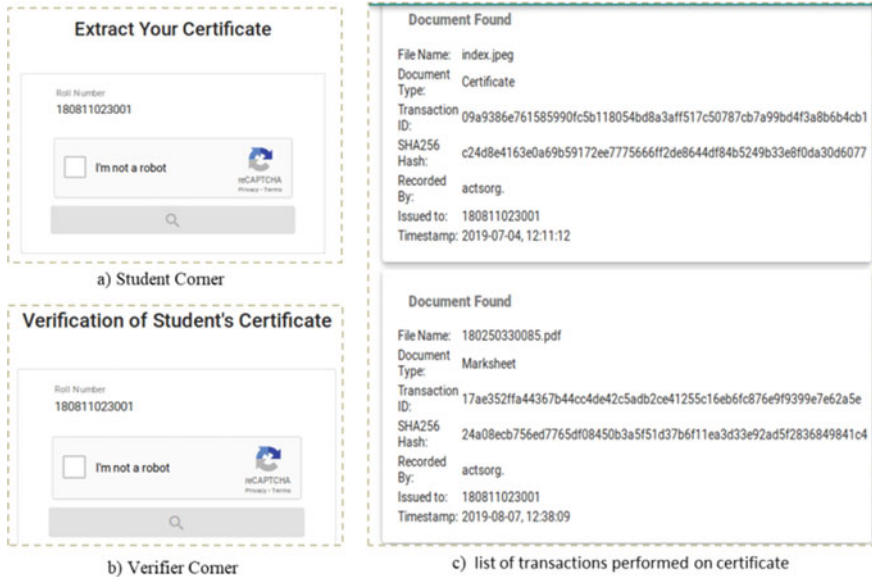 Extract Your Certificate
Roll Number
180811023001
I'm not a robot
reCAPTCHA
Privacy - Terms
a) Student Corner
Verification of Student's Certificate
Roll Number
180811023001
I'm not a robot
reCAPTCHA
Privacy - Terms
b) Verifier Corner
Document Found
File Name: index.jpeg
Document
Type: Certificate
Transaction
ID: 09a9386e761585990fc5b118054bd8a3aff517c50787cb7a99bd4f3a8b6b4cb1
SHA256
Hash: c24d8e4163e0a69b59172ee7775666ff2de8644df84b5249b33e8f0da30d6077
Recorded
By: actsorg.
Issued to: 180811023001
Timestamp: 2019-07-04, 12:11:12
Document Found
File Name: 180250330085.pdf
Document
Type: Marksheet
Transaction
ID: 17ae352ffa44367b44cc4de42c5adb2ce41255c16eb6fc876e9f9399e7e62a5e
SHA256
Hash: 24a08ecb756ed7765df08450b3a5f51d37b6f11ea3d33e92ad5f2836849841c4
Recorded
By: actsorg.
Issued to: 180811023001
Timestamp: 2019-08-07, 12:38:09
c) list of transactions performed on certificate